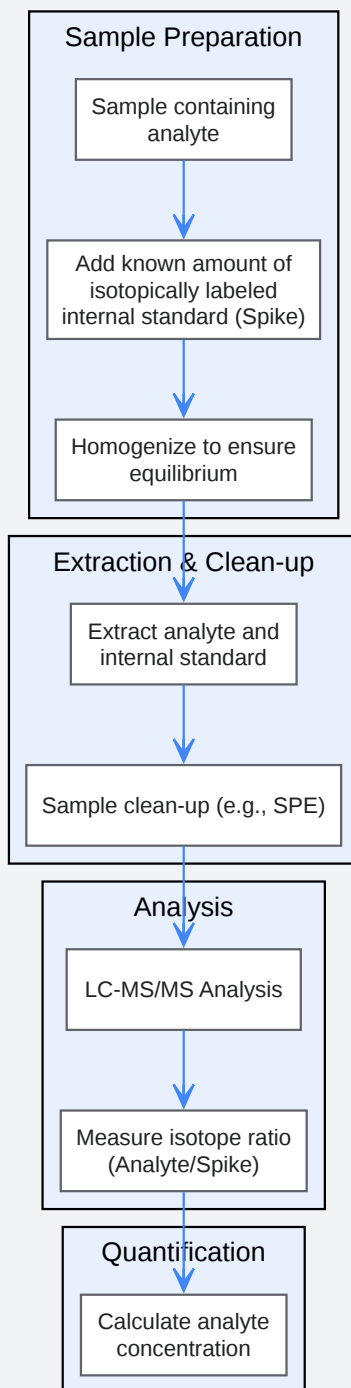 Sample Preparation
Sample containing
analyte
Add known amount of
isotopically labeled
internal standard (Spike)
Homogenize to ensure
equilibrium
Extraction & Clean-up
Extract analyte and
internal standard
Sample clean-up (e.g., SPE)
Analysis
LC-MS/MS Analysis
Measure isotope ratio
(Analyte/Spike)
Quantification
Calculate analyte
concentration